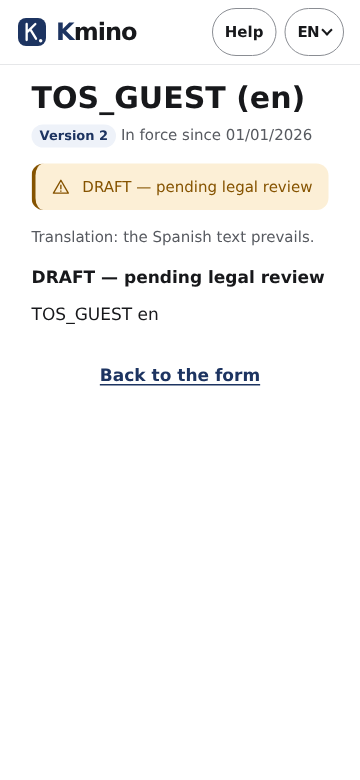 K. Kmino
Help
EN
TOS_GUEST (en)
Version 2 In force since 01/01/2026
DRAFT — pending legal review
Translation: the Spanish text prevails.
DRAFT — pending legal review
TOS_GUEST en
Back to the form